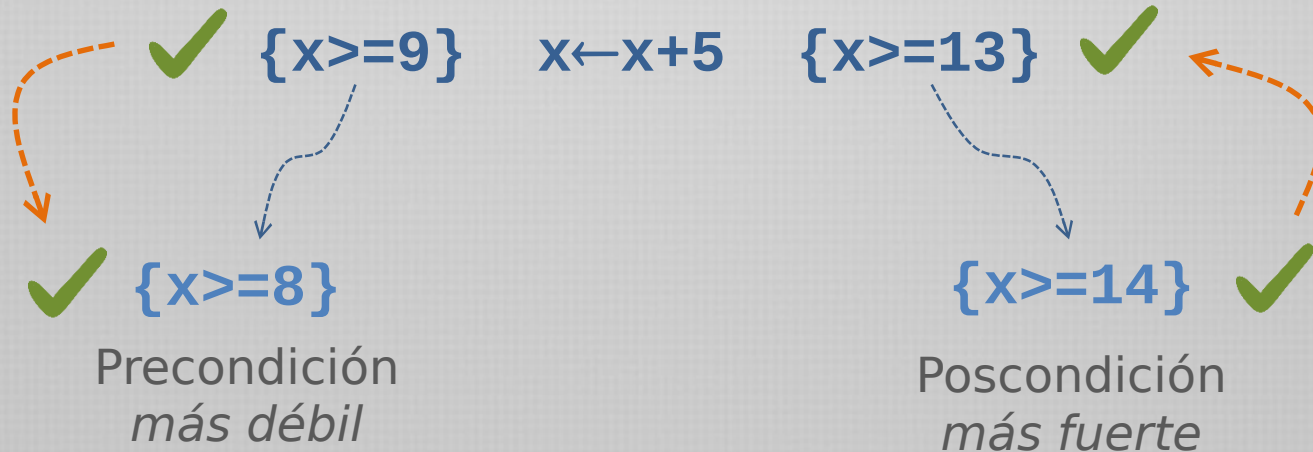 {x>=9} x←x+5 {x>=13}
{x>=8} {x>=14}
Precondición
más débil
Poscondición
más fuerte